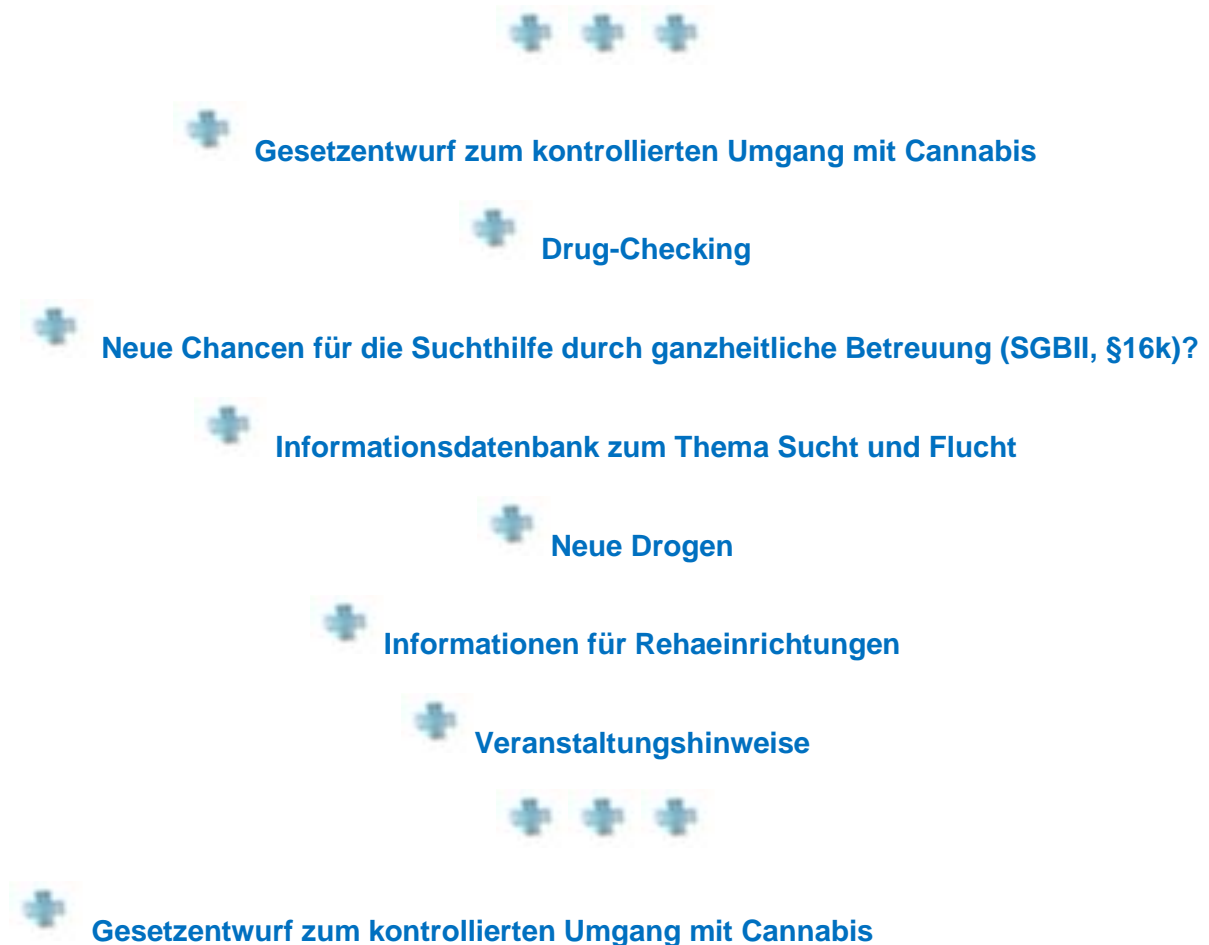 Gesetzentwurf zum kontrollierten Umgang mit Cannabis
Drug-Checking
Neue Chancen für die Suchthilfe durch ganzheitliche Betreuung (SGBII, §16k)?
Informationsdatenbank zum Thema Sucht und Flucht
Neue Drogen
Informationen für Rehaeinrichtungen
Veranstaltungshinweise
Gesetzentwurf zum kontrollierten Umgang mit Cannabis